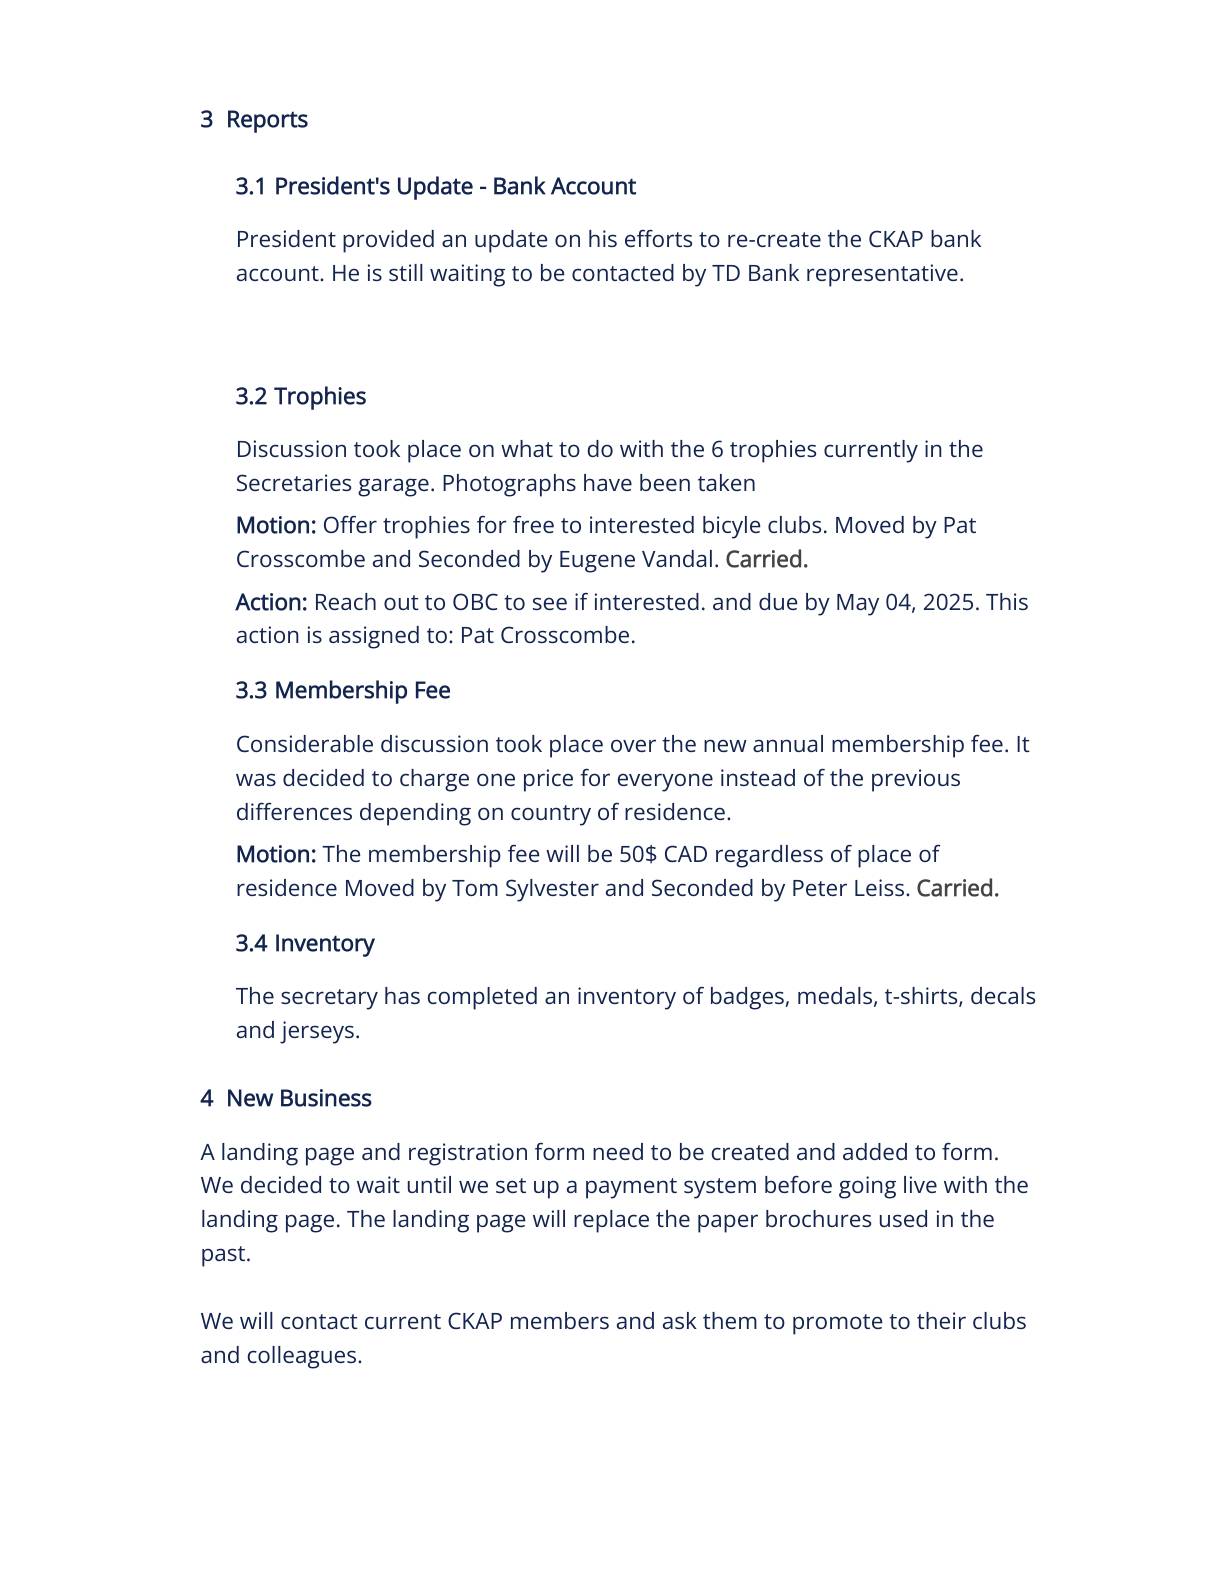 3 Reports
3.1 President's Update - Bank Account
President provided an update on his efforts to re-create the CKAP bank
account. He is still waiting to be contacted by TD Bank representative.
3.2 Trophies
Discussion took place on what to do with the 6 trophies currently in the
Secretaries garage. Photographs have been taken
Motion: Offer trophies for free to interested bicyle clubs. Moved by Pat
Crosscombe and Seconded by Eugene Vandal. Carried.
Action: Reach out to OBC to see if interested. and due by May 04, 2025. This
action is assigned to: Pat Crosscombe.
3.3 Membership Fee
Considerable discussion took place over the new annual membership fee. It
was decided to charge one price for everyone instead of the previous
differences depending on country of residence.
Motion: The membership fee will be 50$ CAD regardless of place of
residence Moved by Tom Sylvester and Seconded by Peter Leiss. Carried.
3.4 Inventory
The secretary has completed an inventory of badges, medals, t-shirts, decals
and jerseys.
4 New Business
A landing page and registration form need to be created and added to form.
We decided to wait until we set up a payment system before going live with the
landing page. The landing page will replace the paper brochures used in the
past.
We will contact current CKAP members and ask them to promote to their clubs
and colleagues.